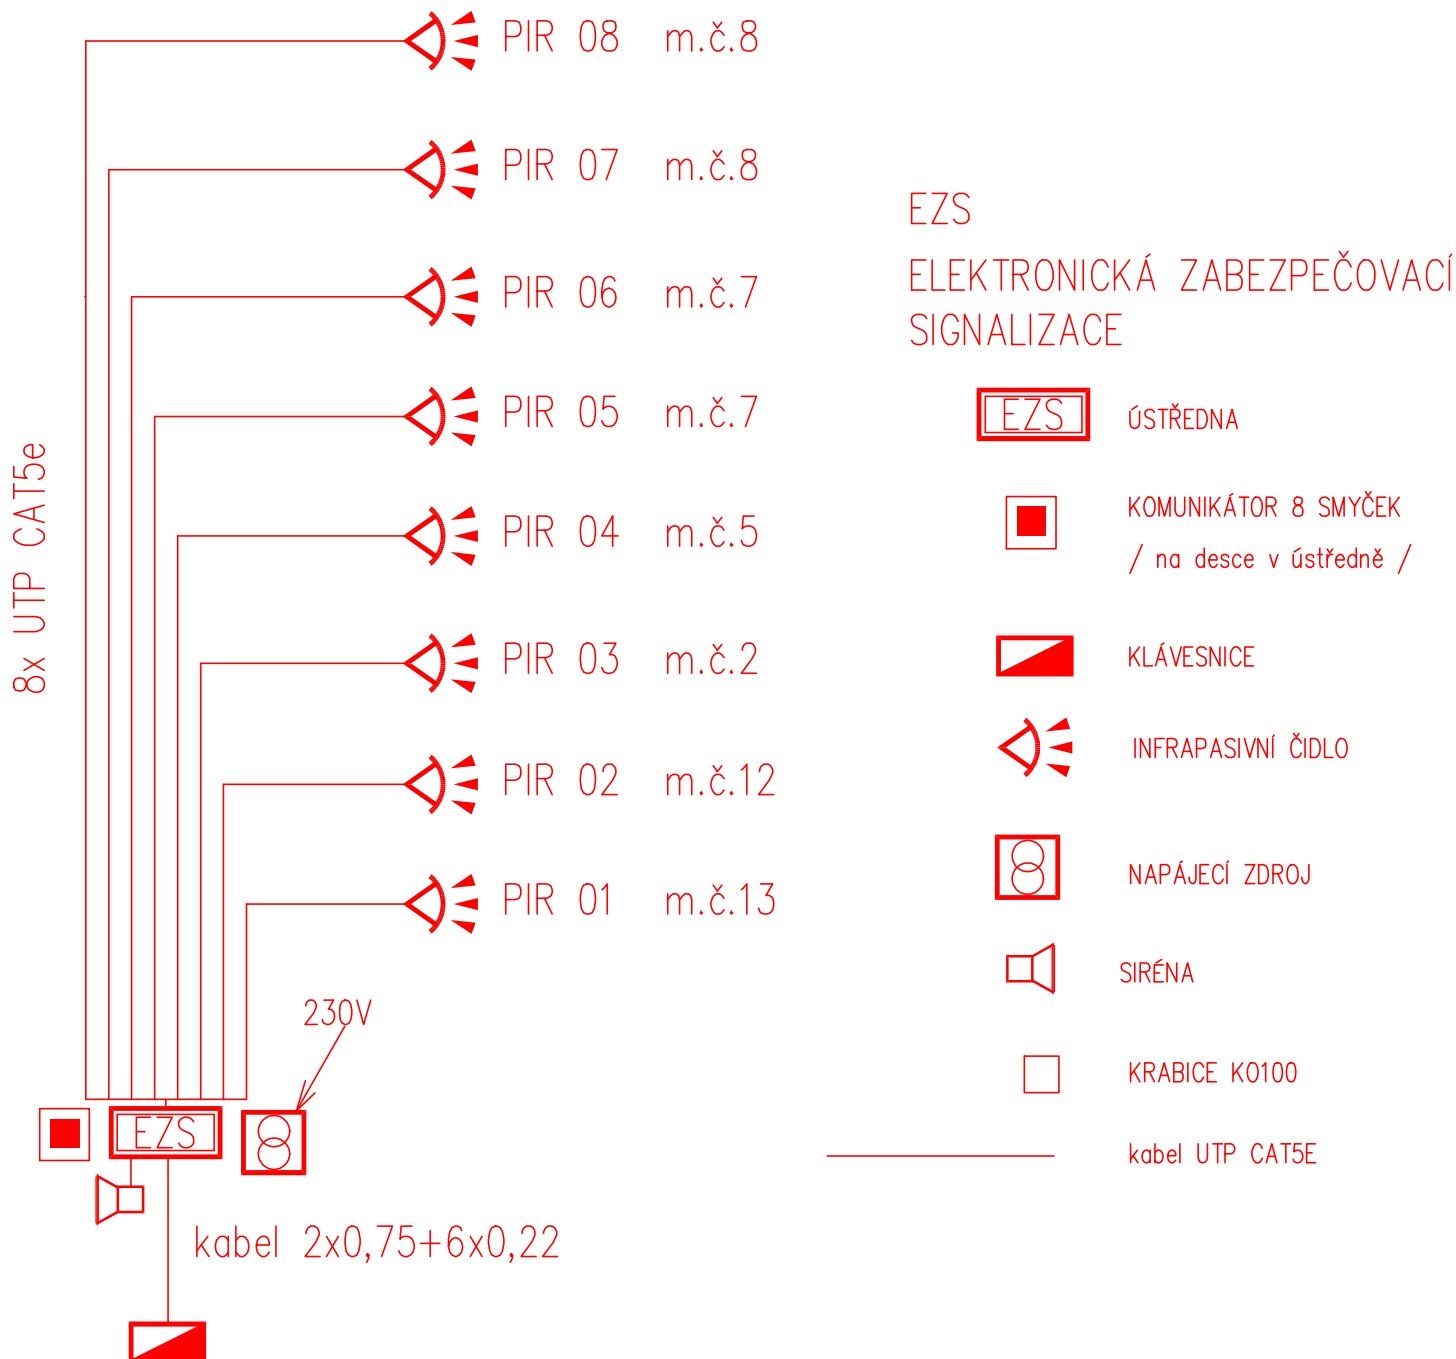 PIR 08 m.č.8
PIR 07 m.č.8
PIR 06 m.č.7
PIR 05 m.č.7
PIR 04 m.č.5
PIR 03 m.č.2
PIR 02 m.č.12
PIR 01 m.č.13
8x UTP CAT5e
230V
EZS
kabel 2x0,75+6x0,22
EZS
ELEKTRONICKÁ ZABEZPEČOVACÍ
SIGNALIZACE
EZS ÚSTŘEDNA
KOMUNIKÁTOR 8 SMYČEK
/ na desce v ústředně /
KLÁVESNICE
INFRAPASIVNÍ ČIDLO
NAPÁJECÍ ZDROJ
SIRÉNA
KRABICE KO100
kabel UTP CAT5E